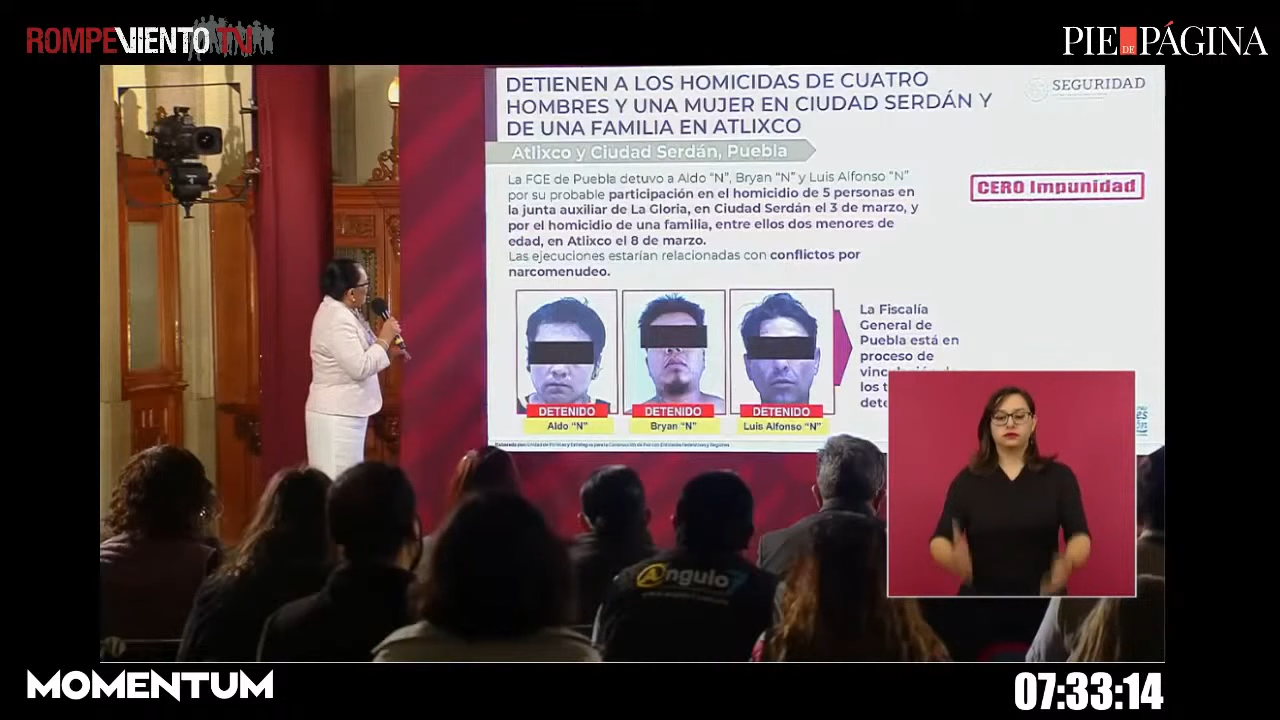 ROMPEVIENTO TV
PIE DE PÁGINA
DETIENEN A LOS HOMICIDAS DE CUATRO
HOMBRES Y UNA MUJER EN CIUDAD SERDÁN Y
DE UNA FAMILIA EN ATLIXCO
SEGURIDAD
Atlixco y Ciudad Serdán, Puebla
La FGE de Puebla detuvo a Aldo “N”, Bryan “N” y Luis Alfonso “N”
por su probable participación en el homicidio de 5 personas en
la junta auxiliar de La Gloria, en Ciudad Serdán el 3 de marzo, y
por el homicidio de una familia, entre ellos dos menores de
edad, en Atlixco el 8 de marzo.
Las ejecuciones estarían relacionadas con conflictos por
narcomenudeo.
CERO Impunidad
La Fiscalía
General de
Puebla está en
proceso de
los
DETENIDO
Aldo “N”
DETENIDO
Bryan “N”
DETENIDO
Luis Alfonso “N”
Ángulo 7
MOMENTUM
07:33:14